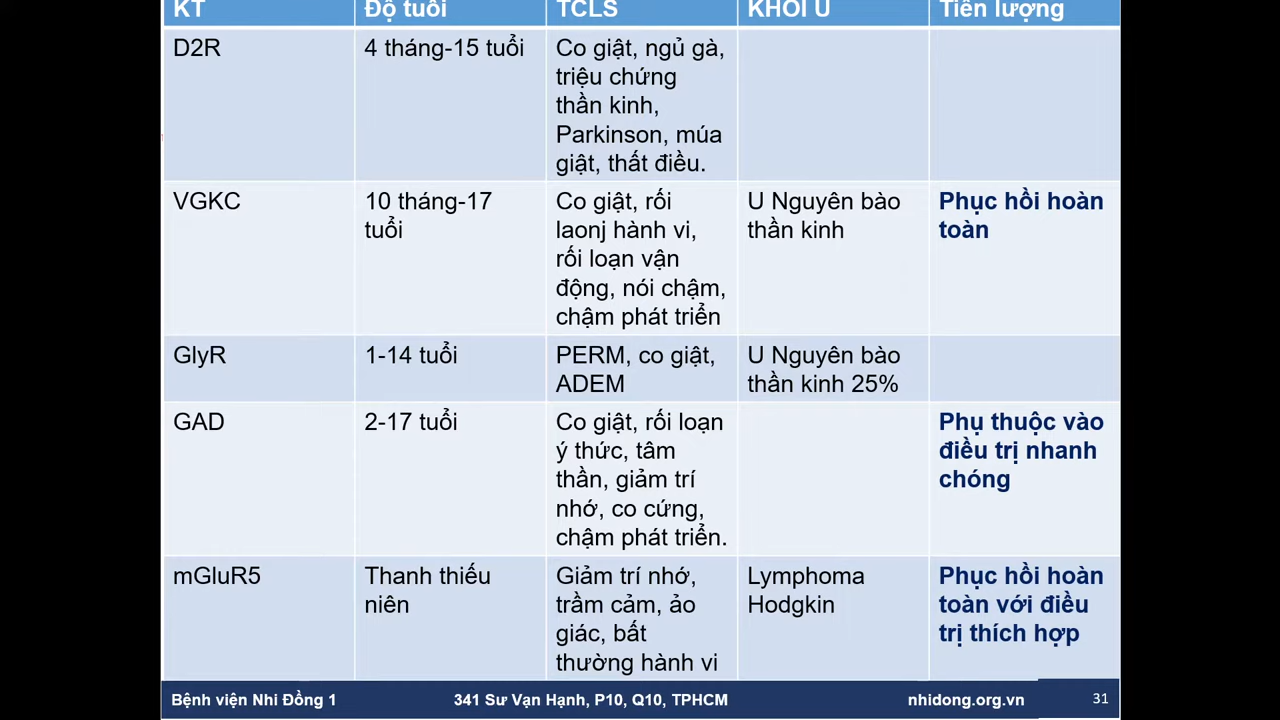 KT
Độ tuổi
TCLS
KHỐI U
Tiên lượng
D2R
4 tháng-15 tuổi
Co giật, ngủ gà,
triệu chứng
thần kinh,
Parkinson, múa
giật, thất điều.
VGKC
10 tháng-17
tuổi
Co giật, rối
laonj hành vi,
rối loạn vận
động, nói chậm,
chậm phát triển
U Nguyên bào
thần kinh
Phục hồi hoàn
toàn
GlyR
1-14 tuổi
PERM, co giật,
ADEM
U Nguyên bào
thần kinh 25%
GAD
2-17 tuổi
Co giật, rối loạn
ý thức, tâm
thần, giảm trí
nhớ, co cứng,
chậm phát triển.
Phụ thuộc vào
điều trị nhanh
chóng
mGluR5
Thanh thiếu
niên
Giảm trí nhớ,
trầm cảm, ảo
giác, bất
thường hành vi
Lymphoma
Hodgkin
Phục hồi hoàn
toàn với điều
trị thích hợp
Bệnh viện Nhi Đồng 1
341 Sư Vạn Hạnh, P10, Q10, TPHCM
nhidong.org.vn
31